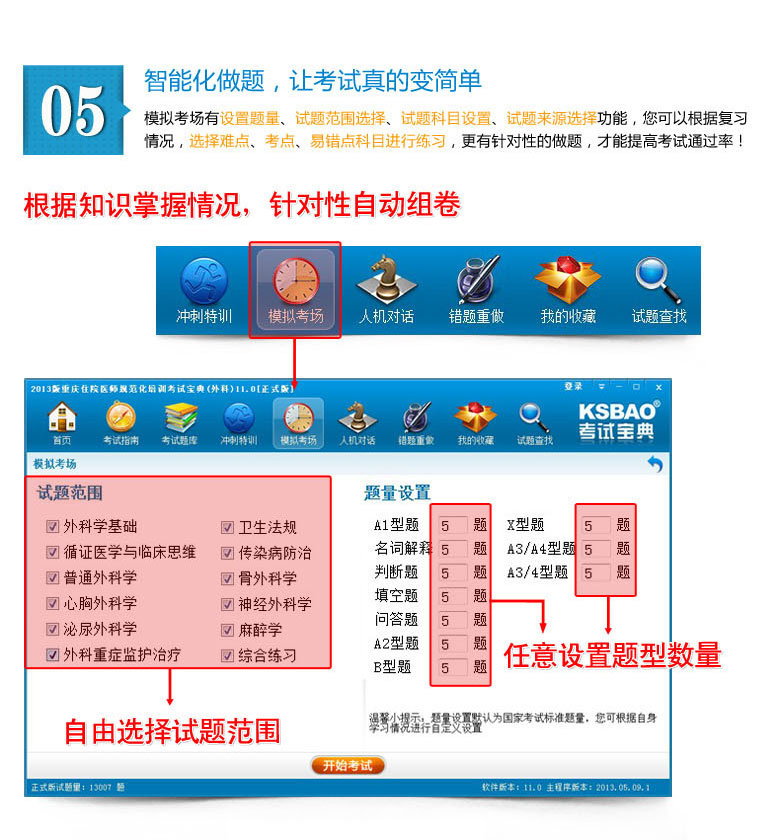 05
智能化做题，让考试真的变简单
模拟考场有设置题量、试题范围选择、试题科目设置、试题来源选择功能，您可以根据复习
情况，选择难点、考点、易错点科目进行练习，更有针对性的做题，才能提高考试通过率！
根据知识掌握情况，针对性自动组卷
冲刺特训 模拟考场 人机对话 错题重做 我的收藏 试题查找
2013版重庆住院医师规范化培训考试宝典(外科)11.0[正式版] 登录
首页 考试指南 考试题库 冲刺特训 模拟考场 人机对话 错题重做 我的收藏 试题查找
KSBAO®
考试宝典
模拟考场
试题范围 题量设置
外科学基础 卫生法规 A1型题 5 题 X型题 5 题
循证医学与临床思维 传染病防治 名词解释 5 题 A3/A4型题 5 题
普通外科学 骨外科学 判断题 5 题 A3/4型题 5 题
心胸外科学 神经外科学 填空题 5 题
泌尿外科学 麻醉学 问答题 5 题
外科重症监护治疗 综合练习 A2型题 5 题
B型题 5 题
任意设置题型数量
自由选择试题范围
温馨小提示：题量设置默认为国家考试标准题量，您可根据自身
学习情况进行自定义设置
开始考试
正式版试题量：13007 题 软件版本：11.0 主程序版本：2013.05.09.1